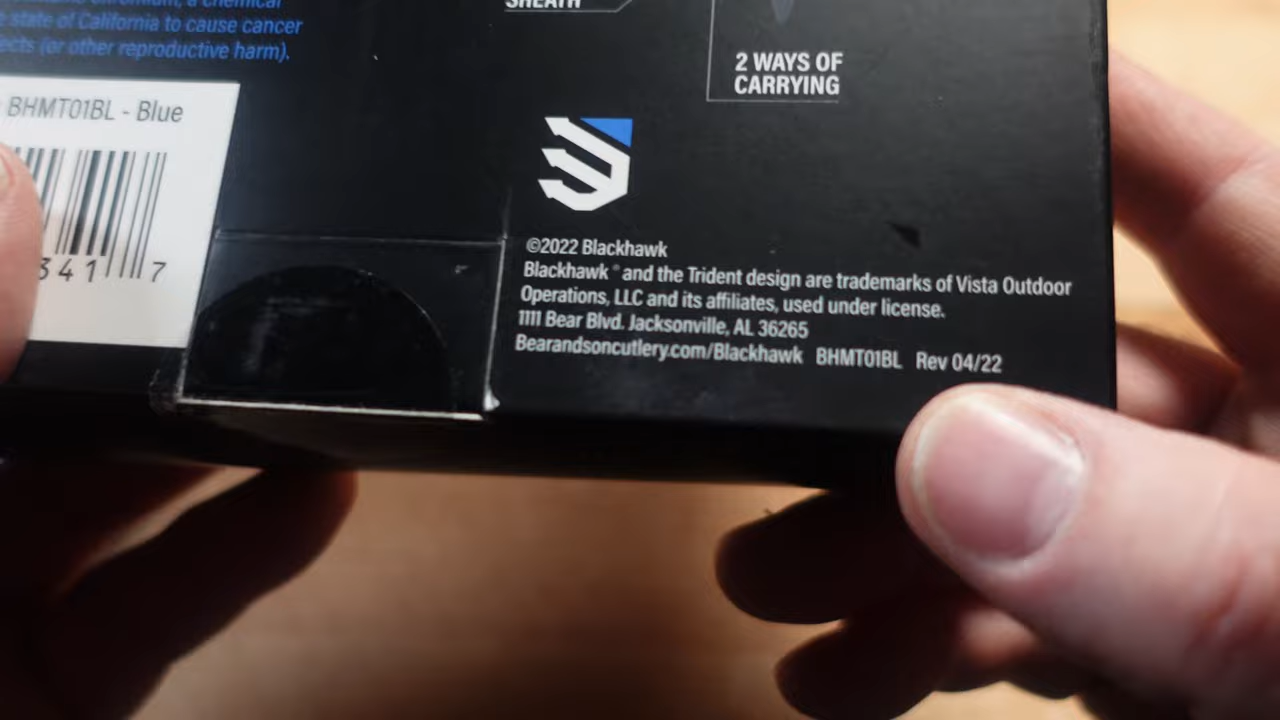 a chemical
state of California to cause cancer
(or other reproductive harm).
BHMT01BL - Blue
341 7
SHEATH
2 WAYS OF
CARRYING
©2022 Blackhawk
Blackhawk® and the Trident design are trademarks of Vista Outdoor
Operations, LLC and its affiliates, used under license.
1111 Bear Blvd. Jacksonville, AL 36265
Bearandsoncutlery.com/Blackhawk BHMT01BL Rev 04/22